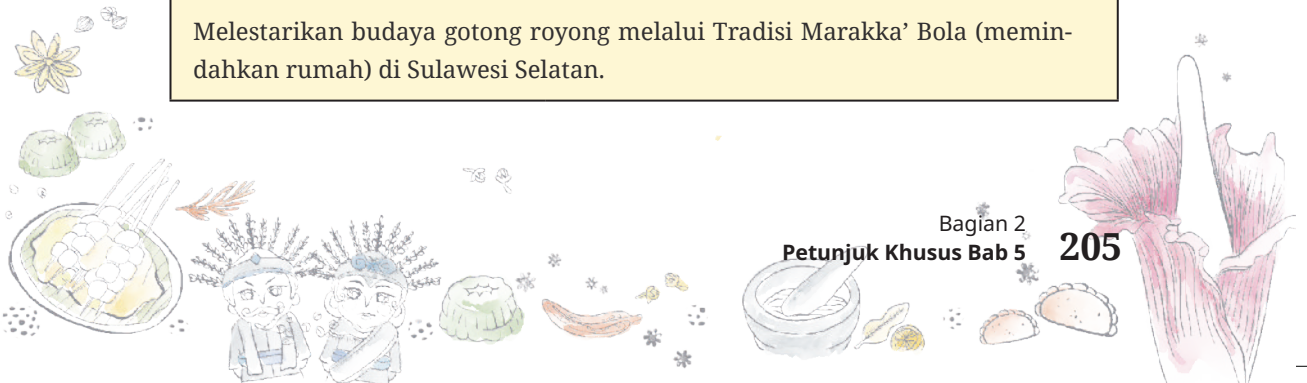 Melestarikan budaya gotong royong melalui Tradisi Marakka’ Bola (memin-
dahkan rumah) di Sulawesi Selatan.
Bagian 2
Petunjuk Khusus Bab 5
205